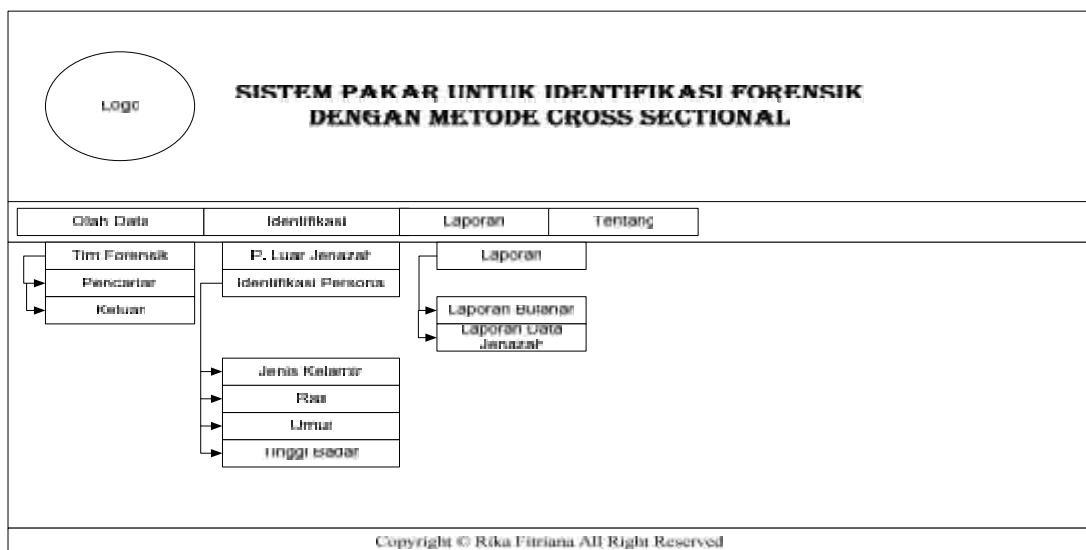 Logo
SISTEM PAKAR UNTUK IDENTIFIKASI FORENSIK
DENGAN METODE CROSS SECTIONAL
Olah Data
Identifikasi
Laporan
Tentang
Tim Forensik
P. Luar Jenazah
Laporan
Pencarian
Identifikasi Persona
Keluar
Laporan Bulanan
Laporan Data
Jenazah
Jenis Kelamin
Ras
Umur
Tinggi Badan
Copyright © Rika Fitriana All Right Reserved